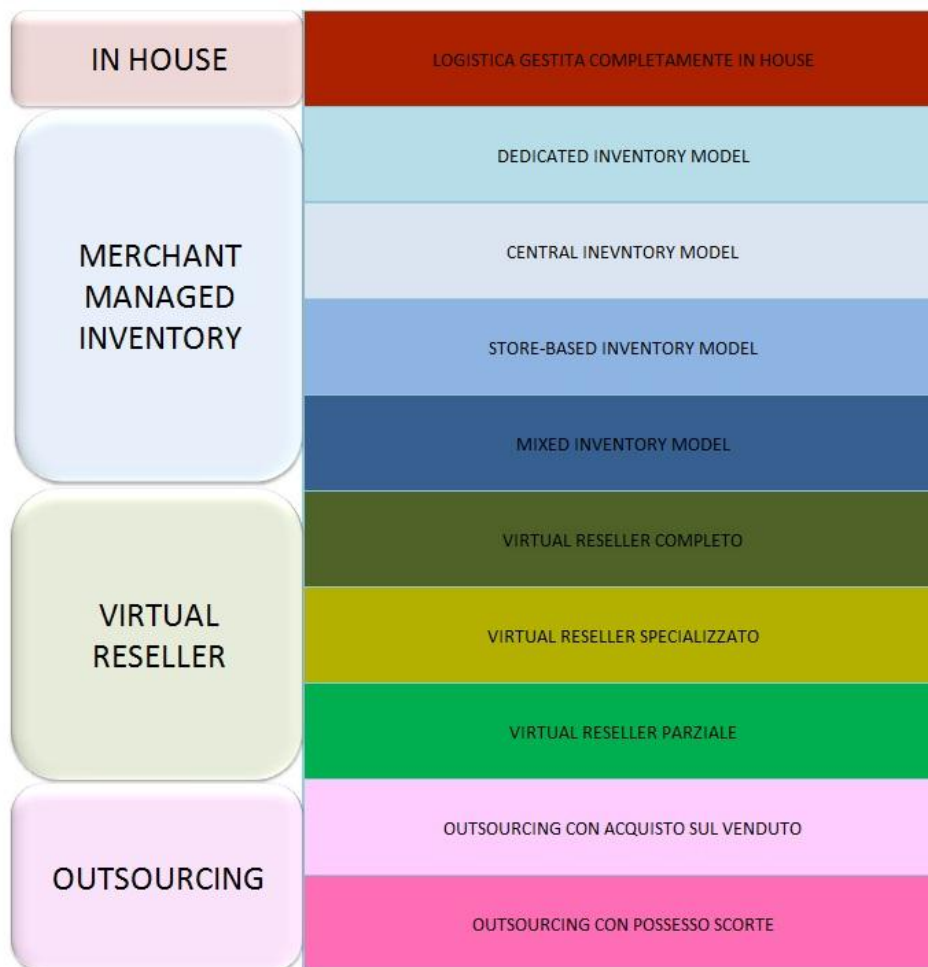 IN HOUSE
LOGISTICA GESTITA COMPLETAMENTE IN HOUSE
MERCHANT
MANAGED
INVENTORY
DEDICATED INVENTORY MODEL
CENTRAL INEVNTORY MODEL
STORE-BASED INVENTORY MODEL
MIXED INVENTORY MODEL
VIRTUAL
RESELLER
VIRTUAL RESELLER COMPLETO
VIRTUAL RESELLER SPECIALIZZATO
VIRTUAL RESELLER PARZIALE
OUTSOURCING
OUTSOURCING CON ACQUISTO SUL VENDUTO
OUTSOURCING CON POSSESSO SCORTE